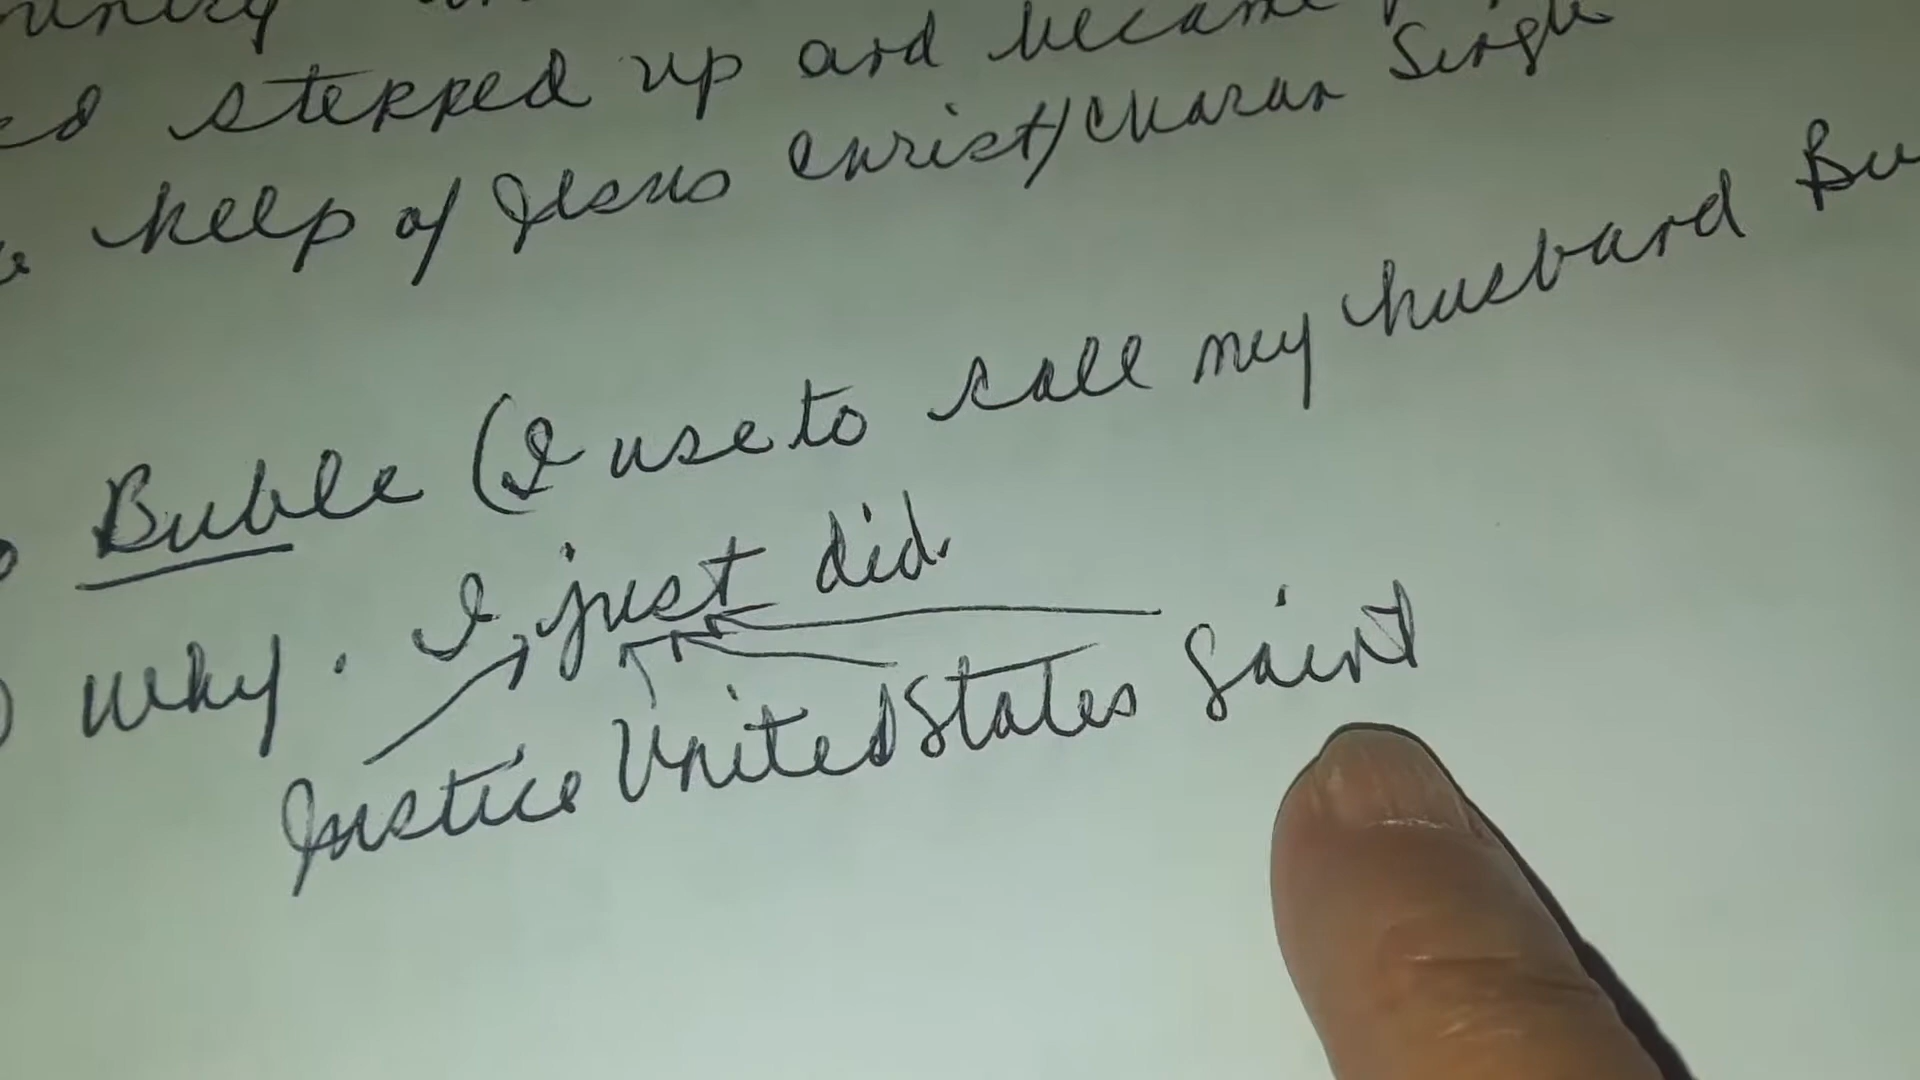 stepped up and became
help of Jesus Christ/Charan Singh
Buble (I use to call my husband Bu
Why. I just did.
Justice United States Saint